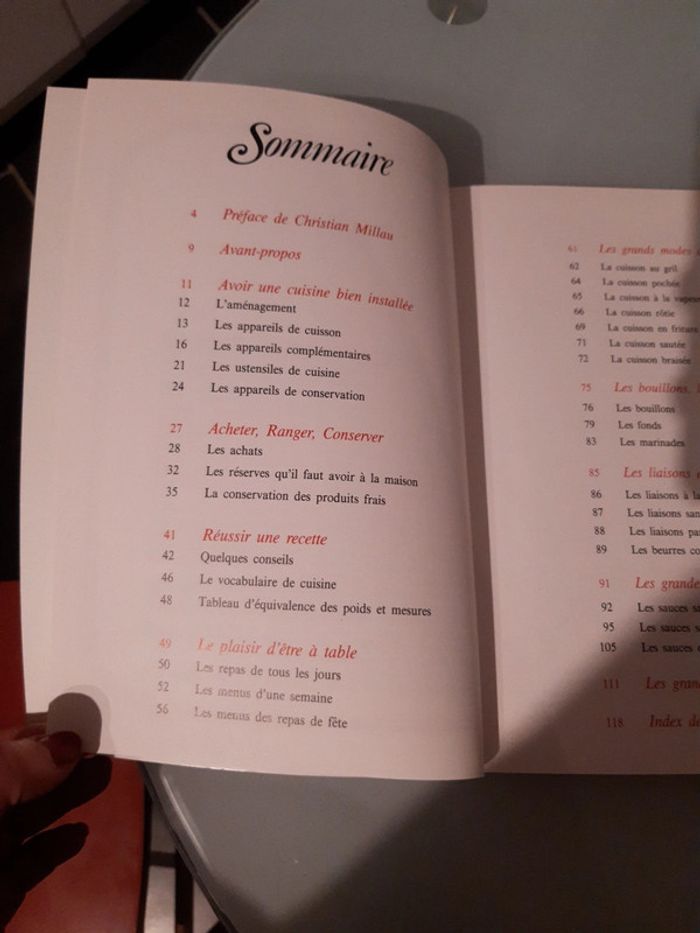 Sommaire
4 Préface de Christian Millau
9 Avant-propos
11 Avoir une cuisine bien installée
12 L'aménagement
13 Les appareils de cuisson
16 Les appareils complémentaires
21 Les ustensiles de cuisine
24 Les appareils de conservation
27 Acheter, Ranger, Conserver
28 Les achats
32 Les réserves qu'il faut avoir à la maison
35 La conservation des produits frais
41 Réussir une recette
42 Quelques conseils
46 Le vocabulaire de cuisine
48 Tableau d'équivalence des poids et mesures
49 Le plaisir d'être à table
50 Les repas de tous les jours
52 Les menus d'une semaine
56 Les menus des repas de fête
61 Les grands modes
62 La cuisson au gril
64 La cuisson pochée
65 La cuisson à la vapeu
66 La cuisson rôtie
69 La cuisson en friture
71 La cuisson sautée
72 La cuisson braisée
75 Les bouillons,
76 Les bouillons
79 Les fonds
83 Les marinades
85 Les liaisons
86 Les liaisons à la
87 Les liaisons san
88 Les liaisons pa
89 Les beurres co
91 Les grande
92 Les sauces s
95 Les sauces s
105 Les sauces
111 Les gran
118 Index de